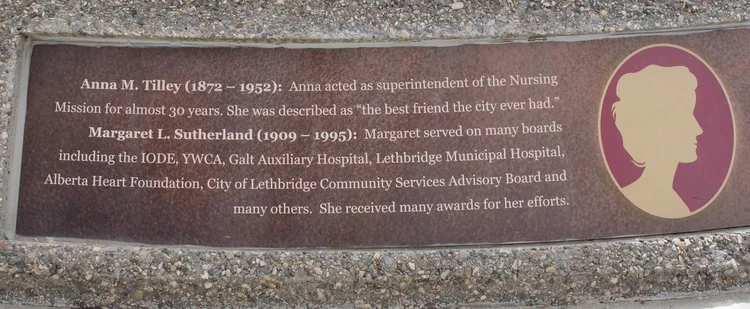 Anna M. Tilley (1872 – 1952):  Anna acted as superintendent of the Nursing
Mission for almost 30 years. She was described as “the best friend the city ever had.”
Margaret L. Sutherland (1909 – 1995):  Margaret served on many boards
including the IODE, YWCA, Galt Auxiliary Hospital, Lethbridge Municipal Hospital,
Alberta Heart Foundation, City of Lethbridge Community Services Advisory Board and
many others.  She received many awards for her efforts.